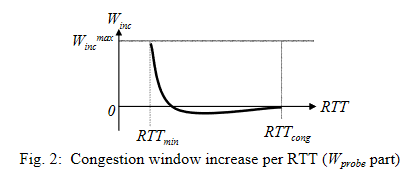 W_inc
W_inc^max
0
RTT
RTT_min
RTT_cong
Fig. 2: Congestion window increase per RTT (W_probe part)